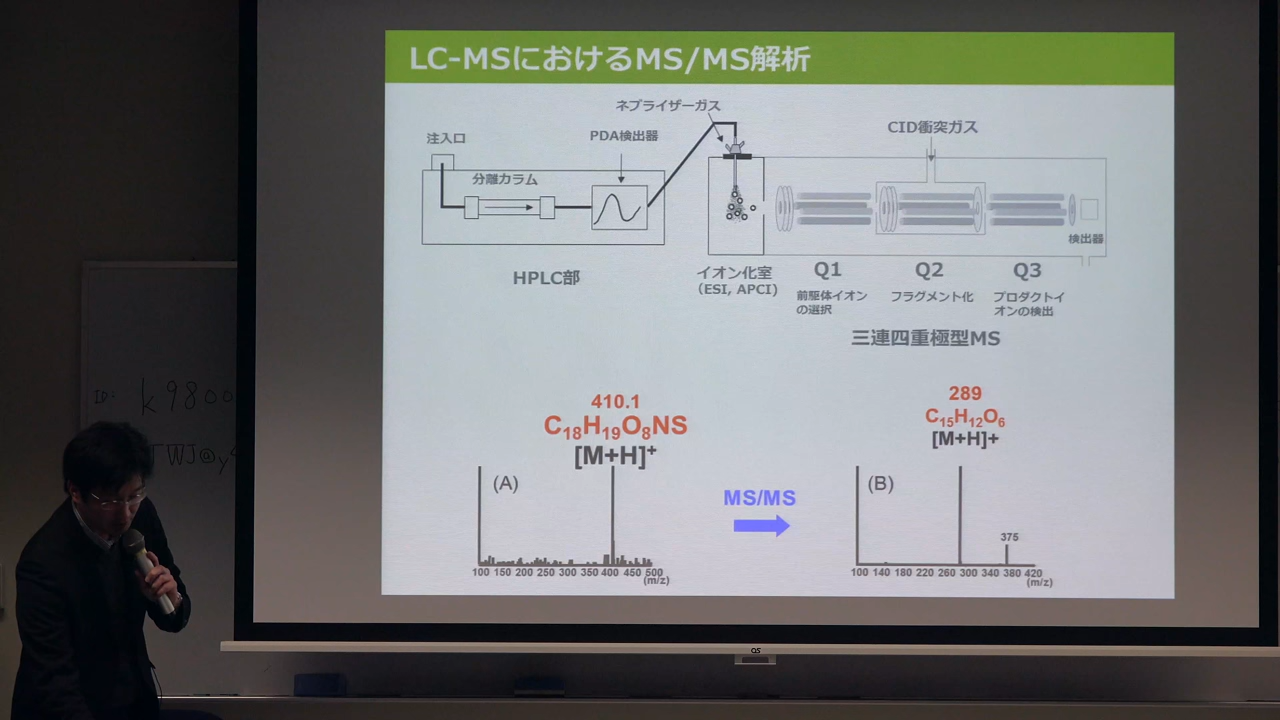 LC-MSにおけるMS/MS解析
ネブライザーガス
注入口
PDA検出器
CID衝突ガス
分離カラム
検出器
HPLC部
イオン化室
（ESI, APCI）
Q1
前駆体イオン
の選択
Q2
フラグメント化
Q3
プロダクトイ
オンの検出
三連四重極型MS
410.1
C18H19O8NS
[M+H]+
(A)
100 150 200 250 300 350 400 450 500
(m/z)
MS/MS
289
C15H12O6
[M+H]+
(B)
375
100 140 180 220 260 300 340 380 420
(m/z)
ID: k9800